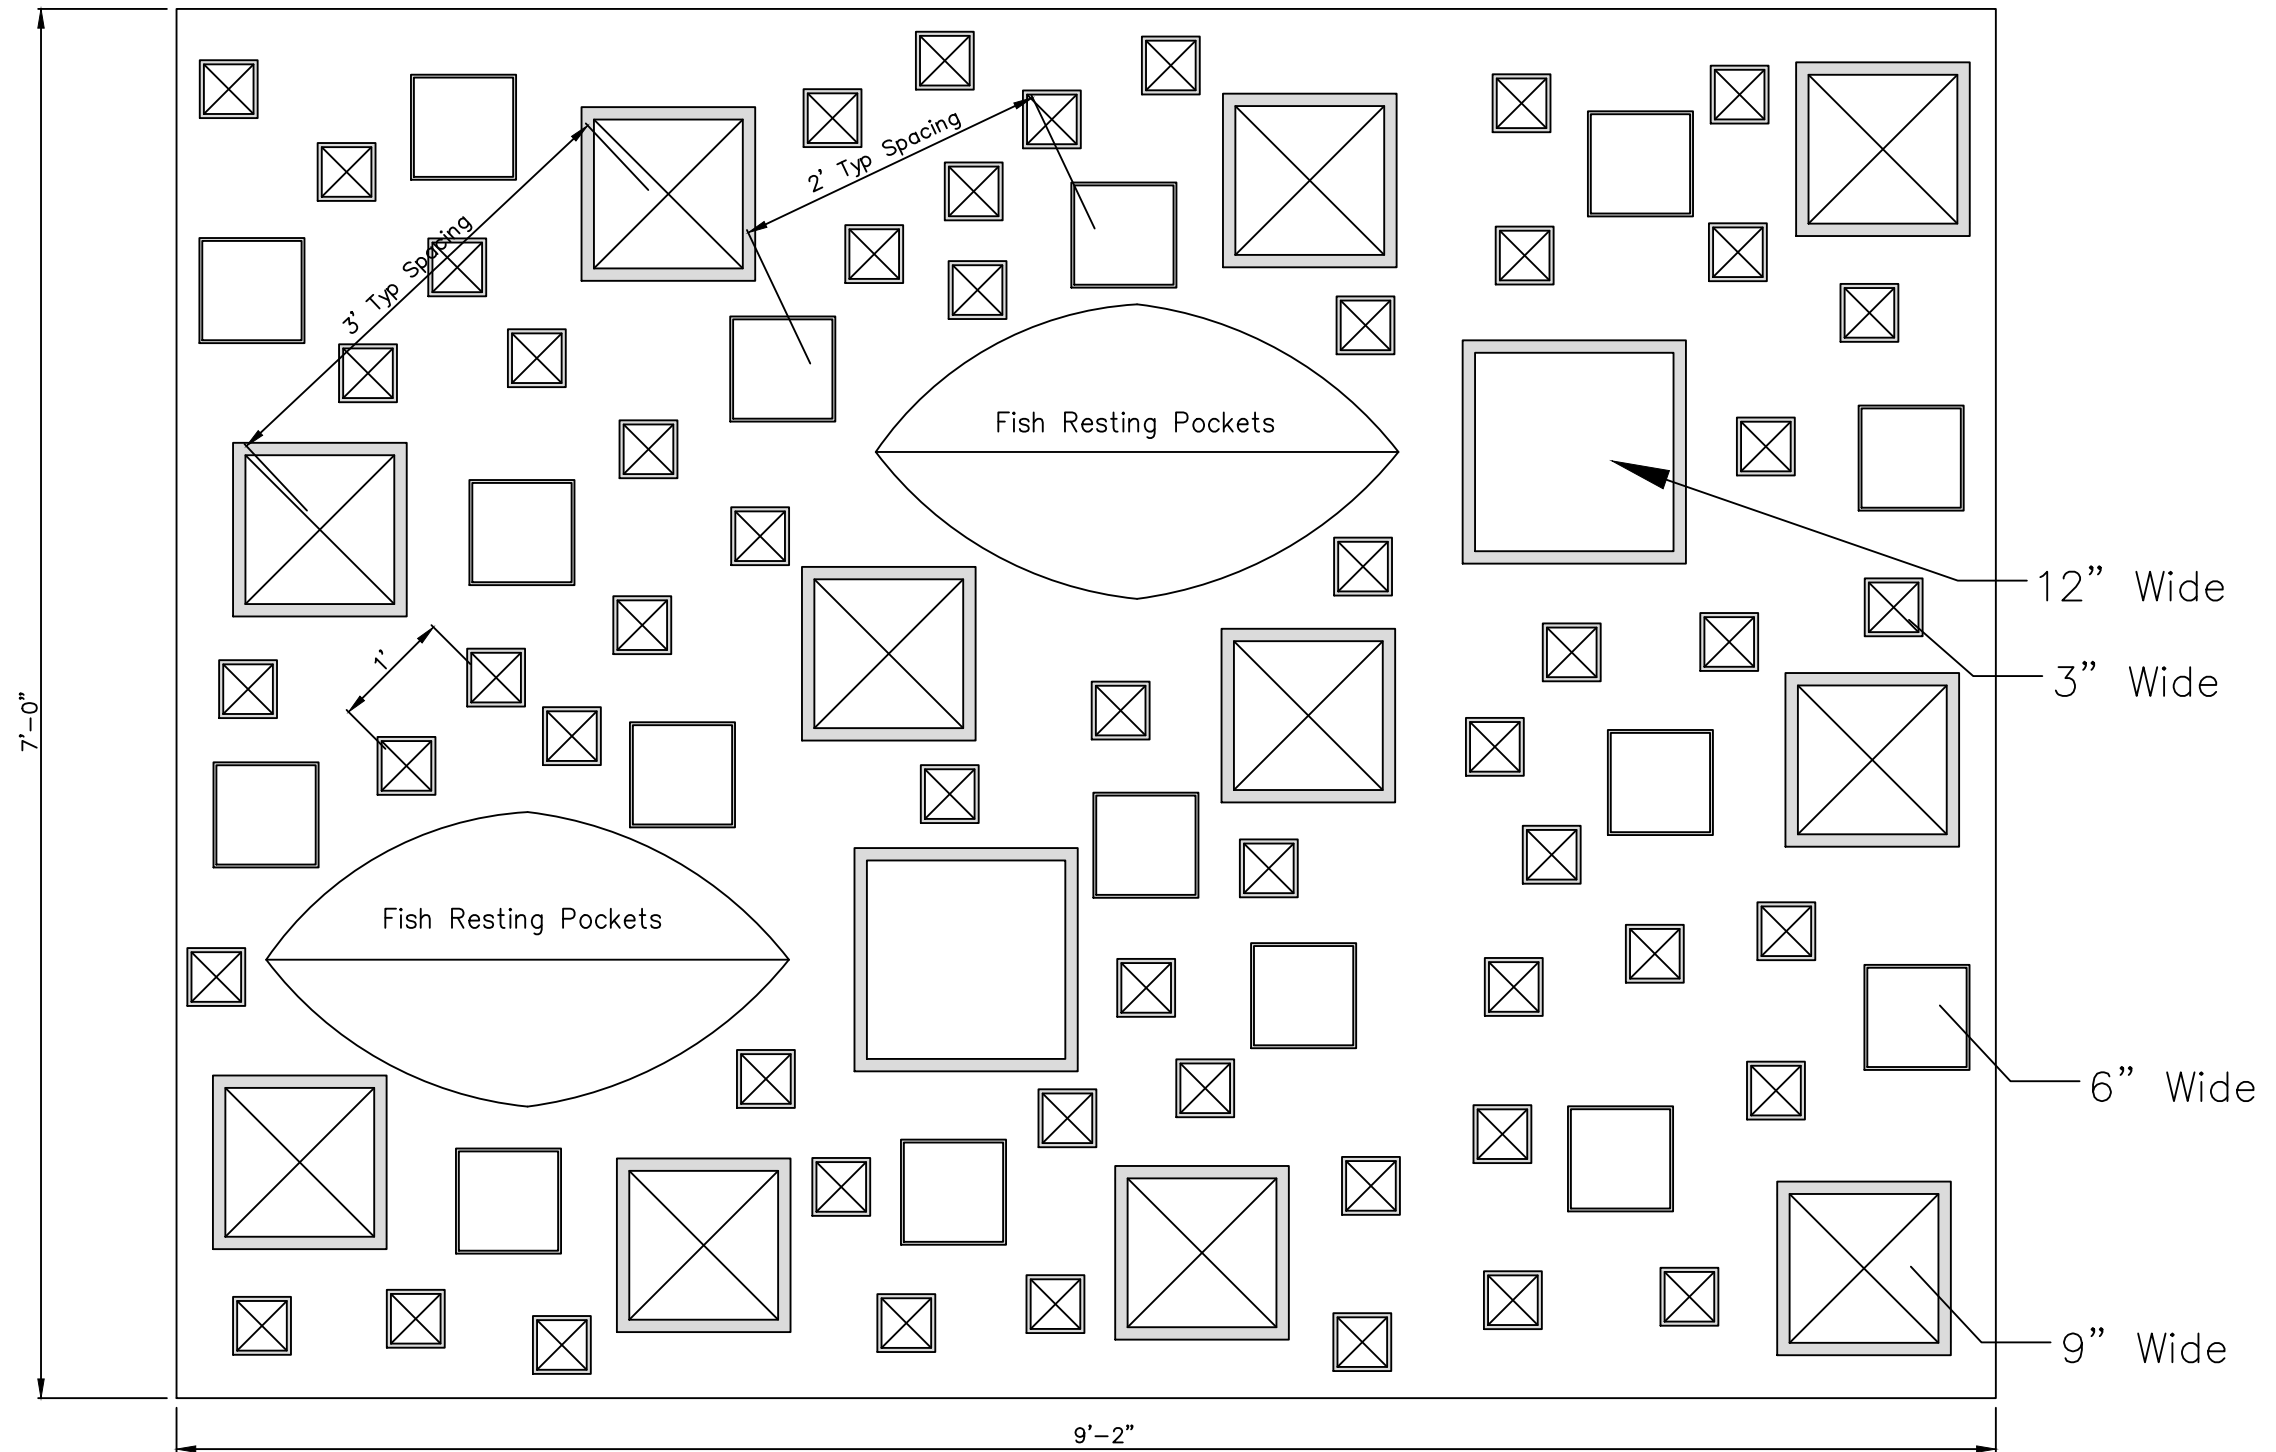 2' Typ Spacing
3' Typ Spacing
Fish Resting Pockets
12" Wide
1'
3" Wide
7'-0"
Fish Resting Pockets
6" Wide
9" Wide
9'-2"